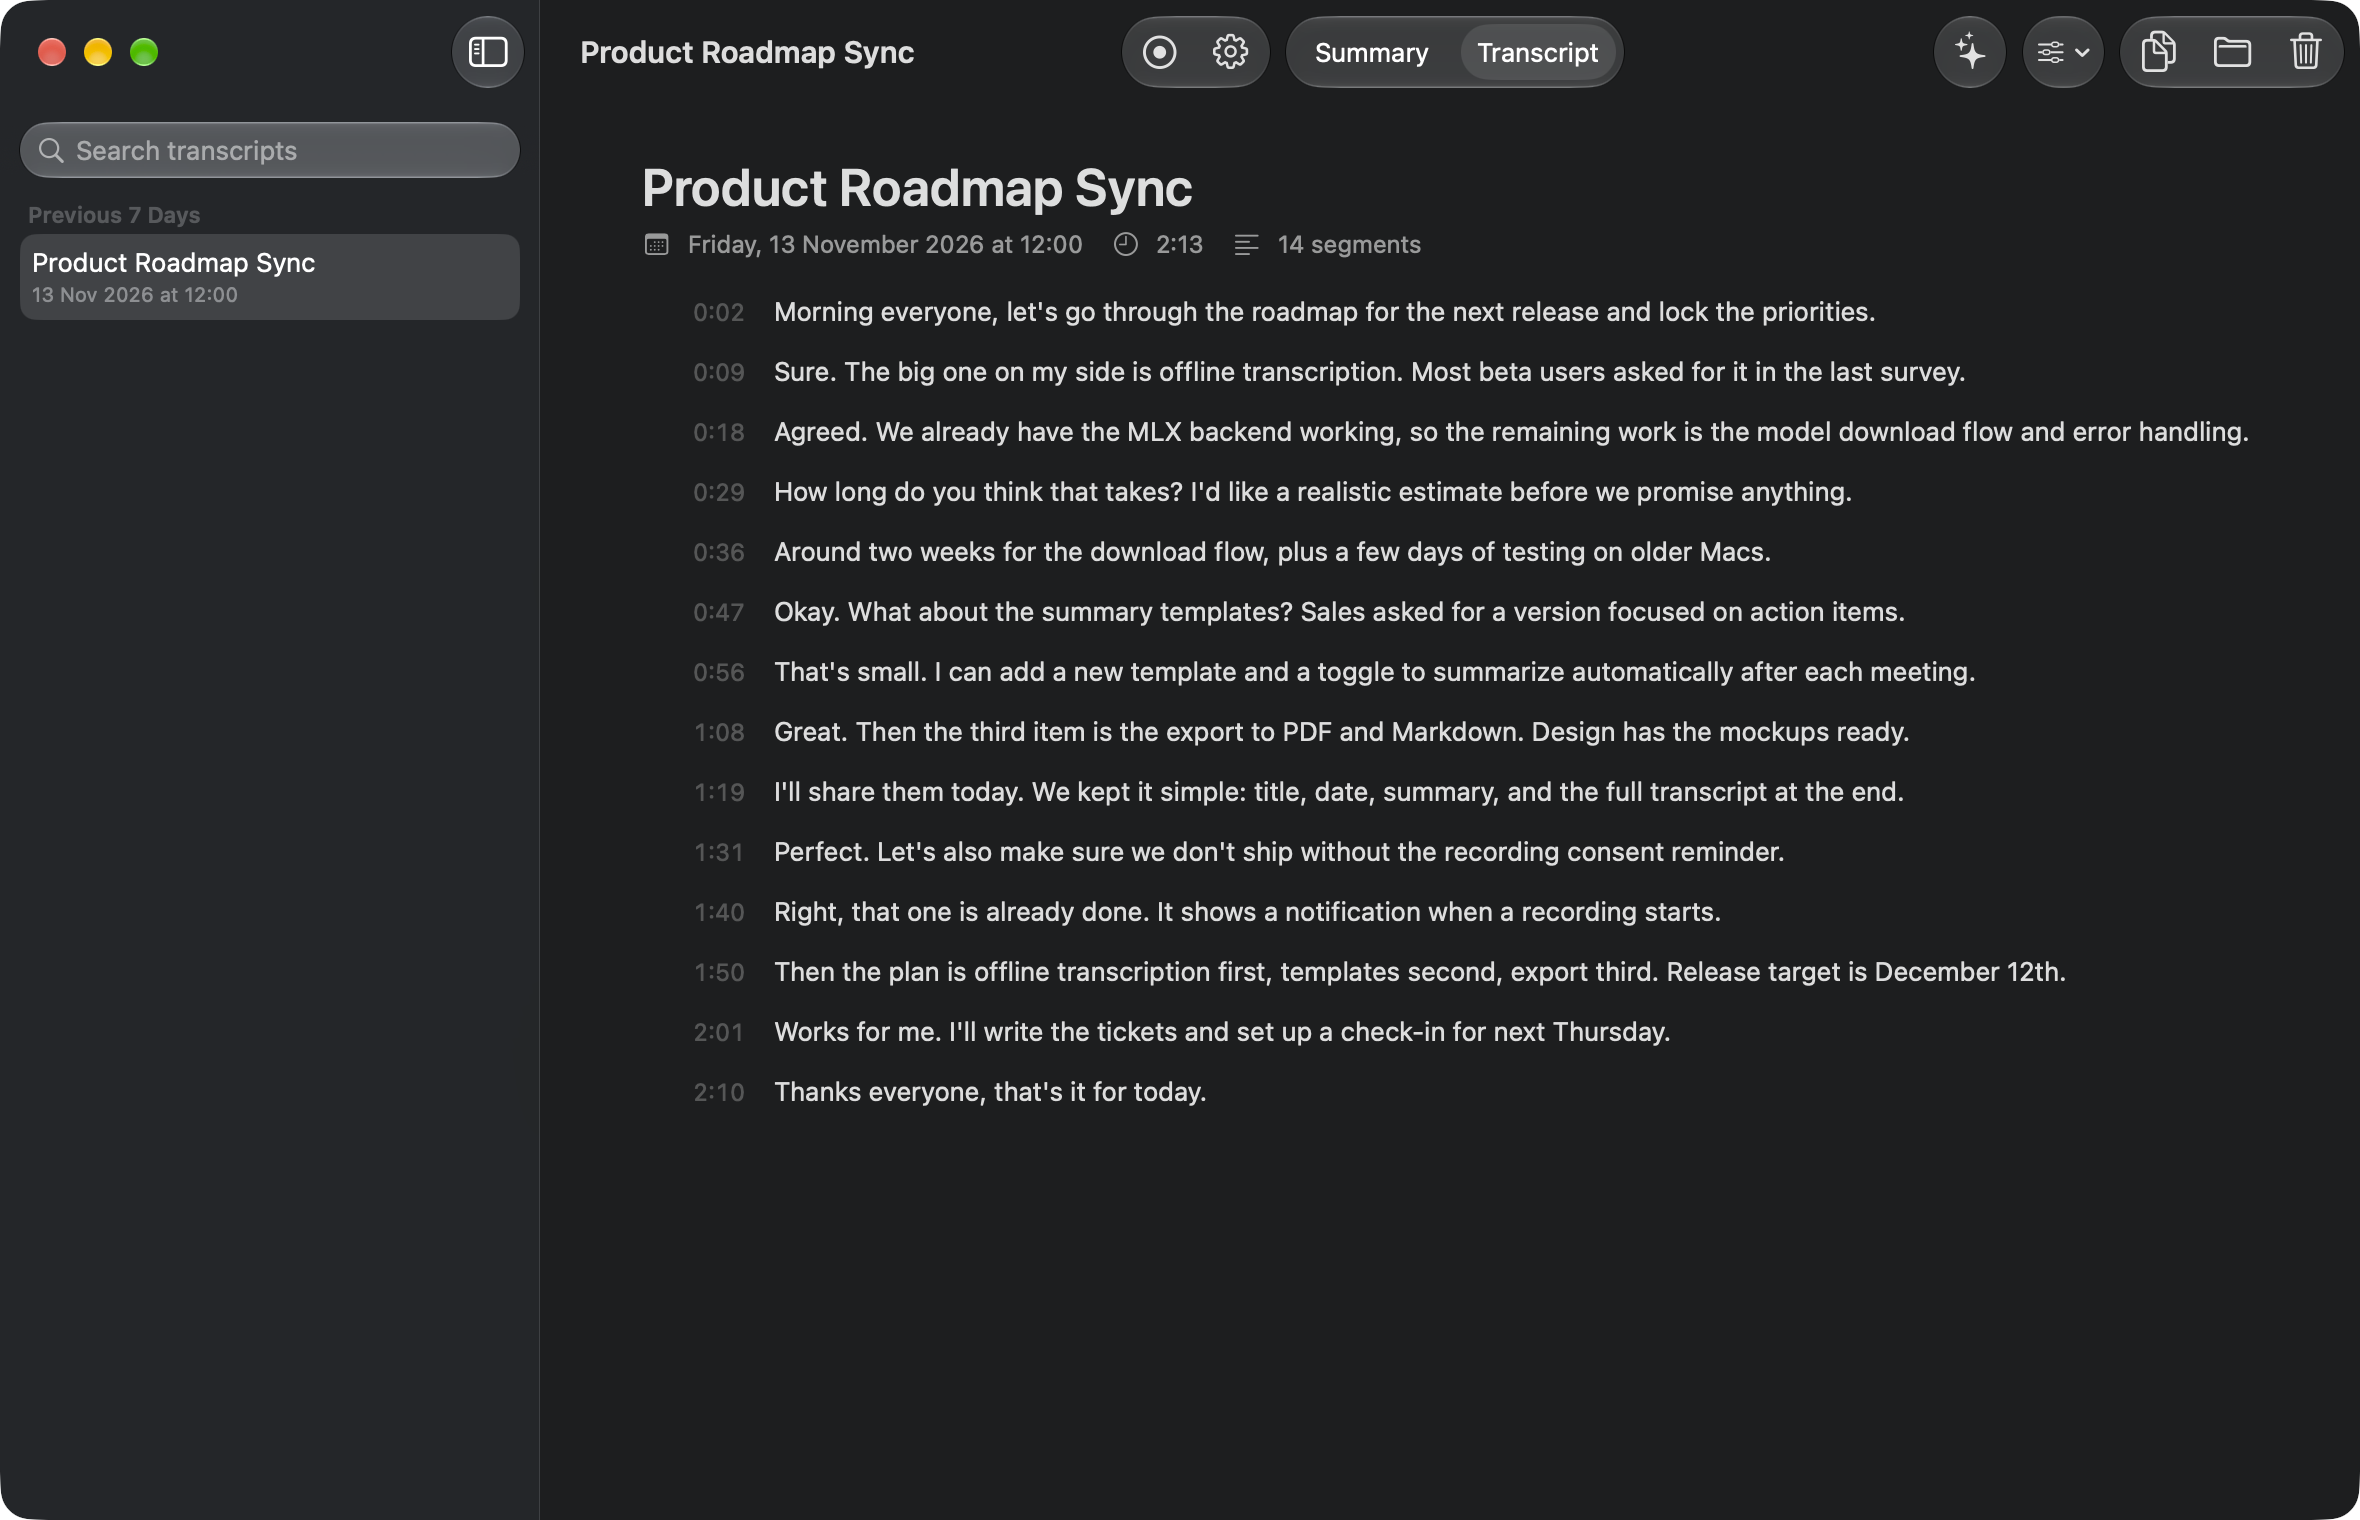 Product Roadmap Sync
Summary
Transcript
Search transcripts
Previous 7 Days
Product Roadmap Sync
13 Nov 2026 at 12:00
Product Roadmap Sync
Friday, 13 November 2026 at 12:00 2:13 14 segments
0:02 Morning everyone, let's go through the roadmap for the next release and lock the priorities.
0:09 Sure. The big one on my side is offline transcription. Most beta users asked for it in the last survey.
0:18 Agreed. We already have the MLX backend working, so the remaining work is the model download flow and error handling.
0:29 How long do you think that takes? I'd like a realistic estimate before we promise anything.
0:36 Around two weeks for the download flow, plus a few days of testing on older Macs.
0:47 Okay. What about the summary templates? Sales asked for a version focused on action items.
0:56 That's small. I can add a new template and a toggle to summarize automatically after each meeting.
1:08 Great. Then the third item is the export to PDF and Markdown. Design has the mockups ready.
1:19 I'll share them today. We kept it simple: title, date, summary, and the full transcript at the end.
1:31 Perfect. Let's also make sure we don't ship without the recording consent reminder.
1:40 Right, that one is already done. It shows a notification when a recording starts.
1:50 Then the plan is offline transcription first, templates second, export third. Release target is December 12th.
2:01 Works for me. I'll write the tickets and set up a check-in for next Thursday.
2:10 Thanks everyone, that's it for today.